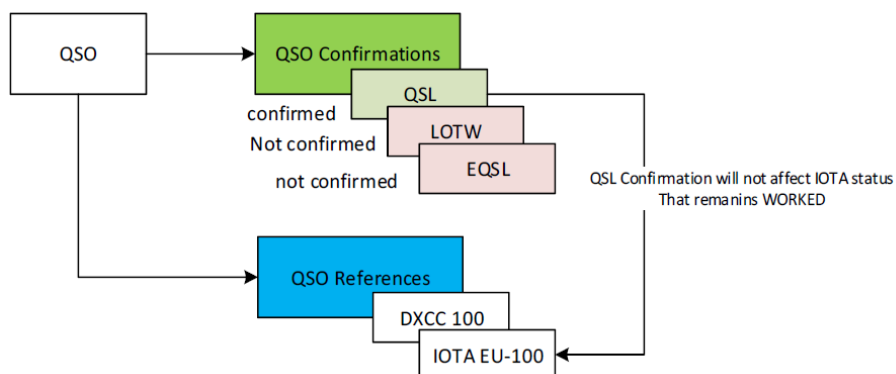 QSO
QSO Confirmations
QSL
confirmed
LOTW
Not confirmed
EQSL
not confirmed
QSL Confirmation will not affect IOTA status
That remanins WORKED
QSO References
DXCC 100
IOTA EU-100